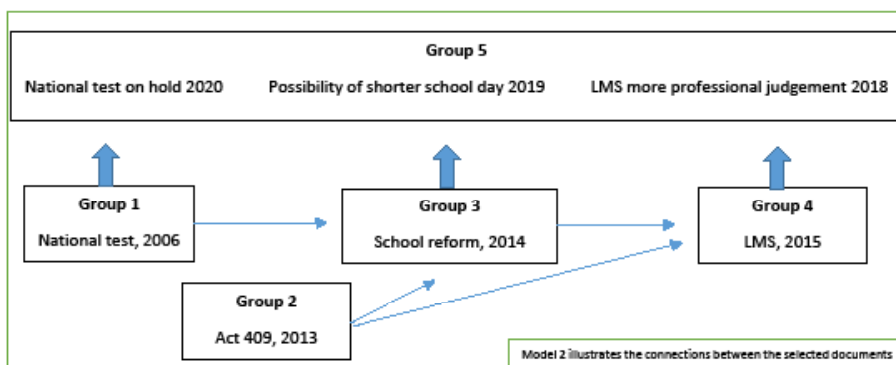 Group 5
National test on hold 2020 Possibility of shorter school day 2019 LMS more professional judgement 2018
Group 1
National test, 2006
Group 3
School reform, 2014
Group 4
LMS, 2015
Group 2
Act 409, 2013
Model 2 illustrates the connections between the selected documents